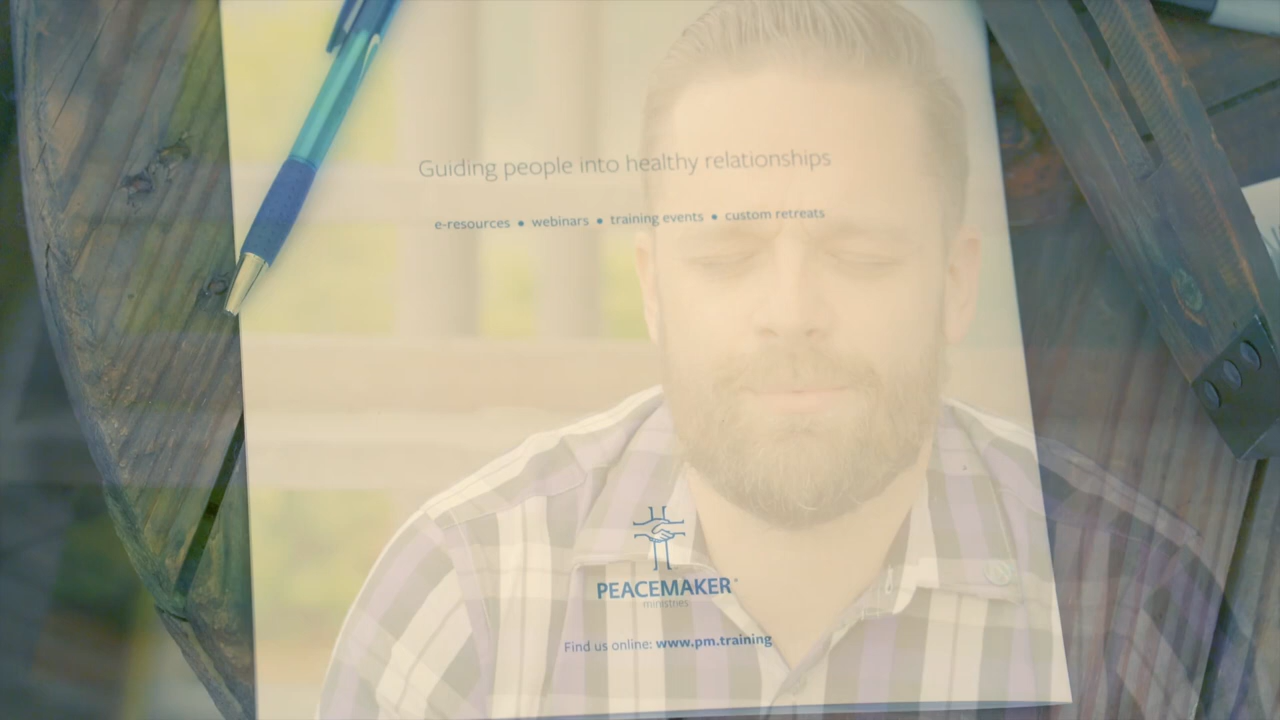 Guiding people into healthy relationships
e-resources • webinars • training events • custom retreats
PEACEMAKER®
ministries
Find us online: www.pm.training